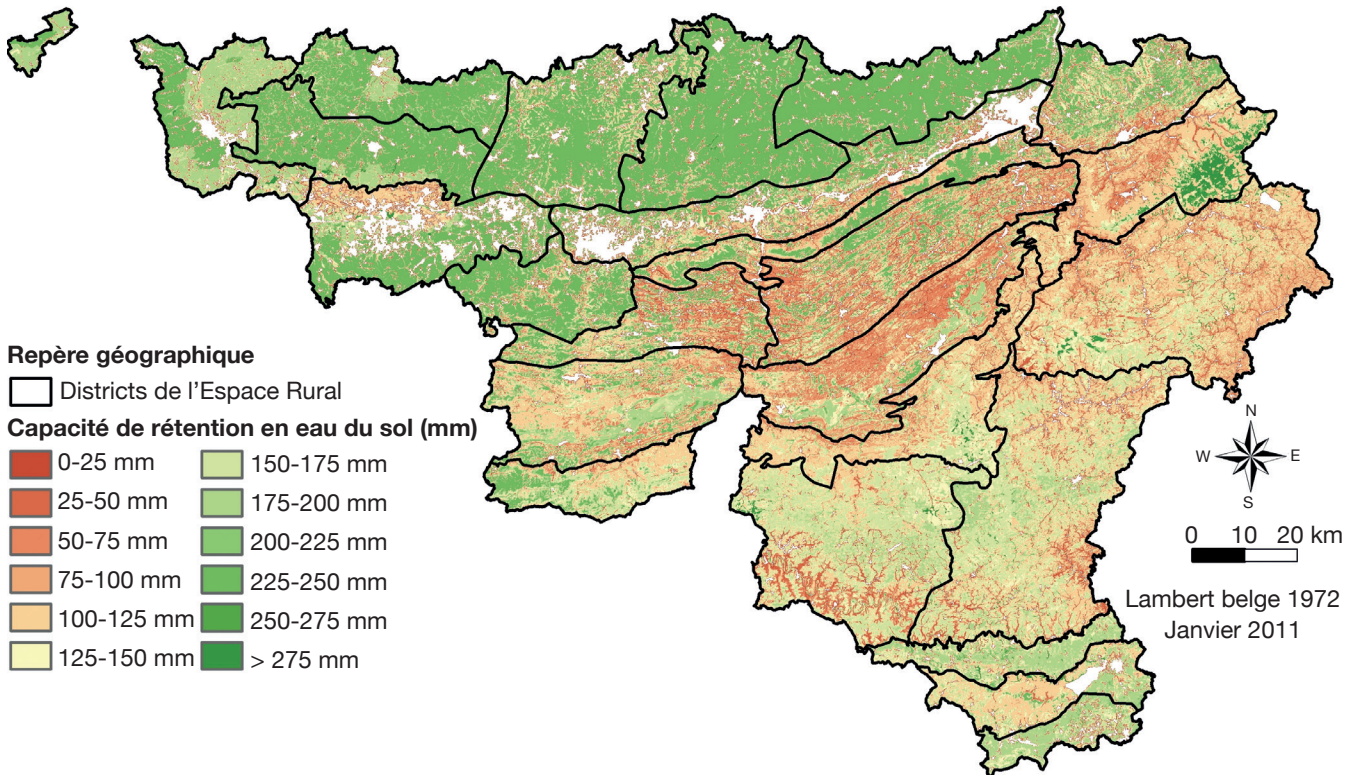 Repère géographique
Districts de l'Espace Rural
Capacité de rétention en eau du sol (mm)
0-25 mm
25-50 mm
50-75 mm
75-100 mm
100-125 mm
125-150 mm
150-175 mm
175-200 mm
200-225 mm
225-250 mm
250-275 mm
> 275 mm
N
W E
S
0 10 20 km
Lambert belge 1972
Janvier 2011